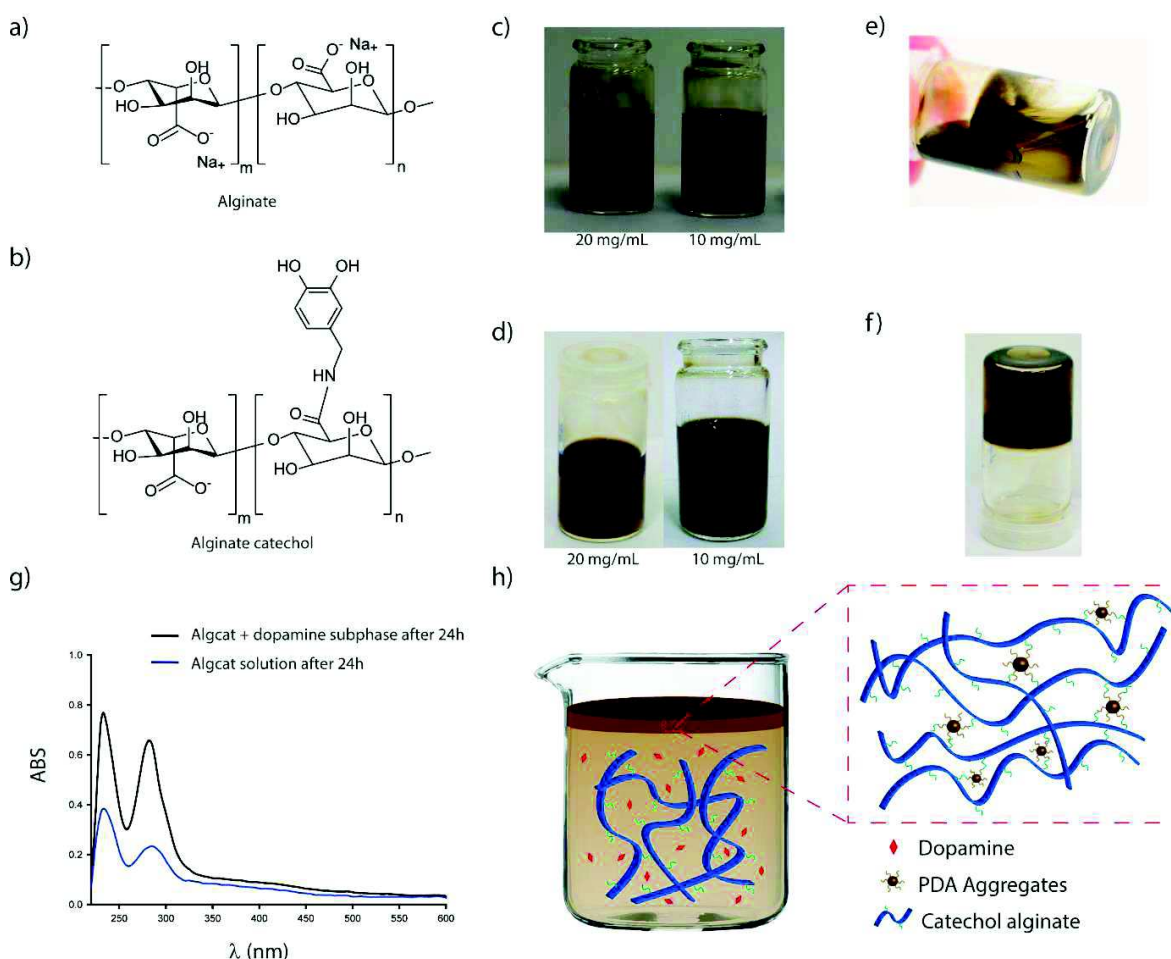 a)
O
OH
HO
O
O
O-
Na+
m
O
O
O-
Na+
OH
O
HO
O
n
Alginate
b)
HO
OH
HN
O
O
OH
O
HO
O
O-
m
O
OH
O
HO
O
n
Alginate catechol
c)
20 mg/mL
10 mg/mL
d)
20 mg/mL
10 mg/mL
e)
f)
g)
Algcat + dopamine subphase after 24h
Algcat solution after 24h
1.0
0.8
0.6
0.4
0.2
0.0
ABS
250
300
350
400
450
500
550
600
λ (nm)
h)
Dopamine
PDA Aggregates
Catechol alginate